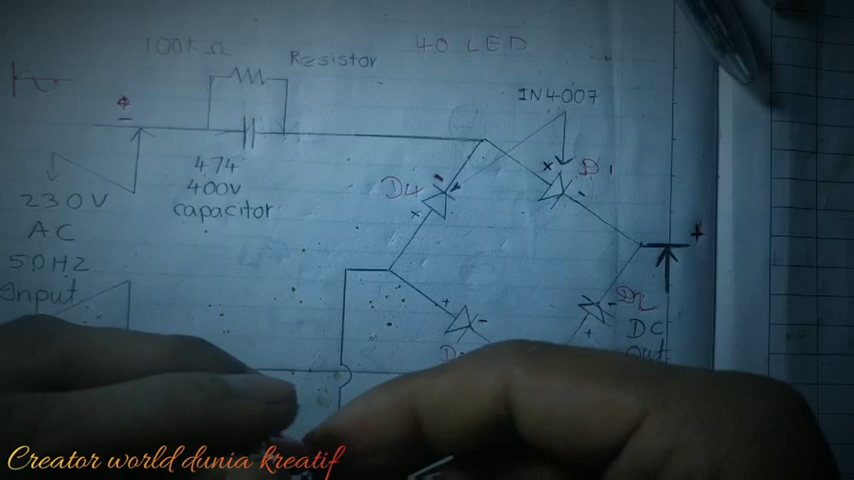 100KΩ
Resistor
40 LED
IN4007
+
-
474
400V
capacitor
230V
AC
50HZ
Input
D4
-
+
+
D1
-
+
D2
-
+
DC
out
+
-
D
Creator world dunia kreatif